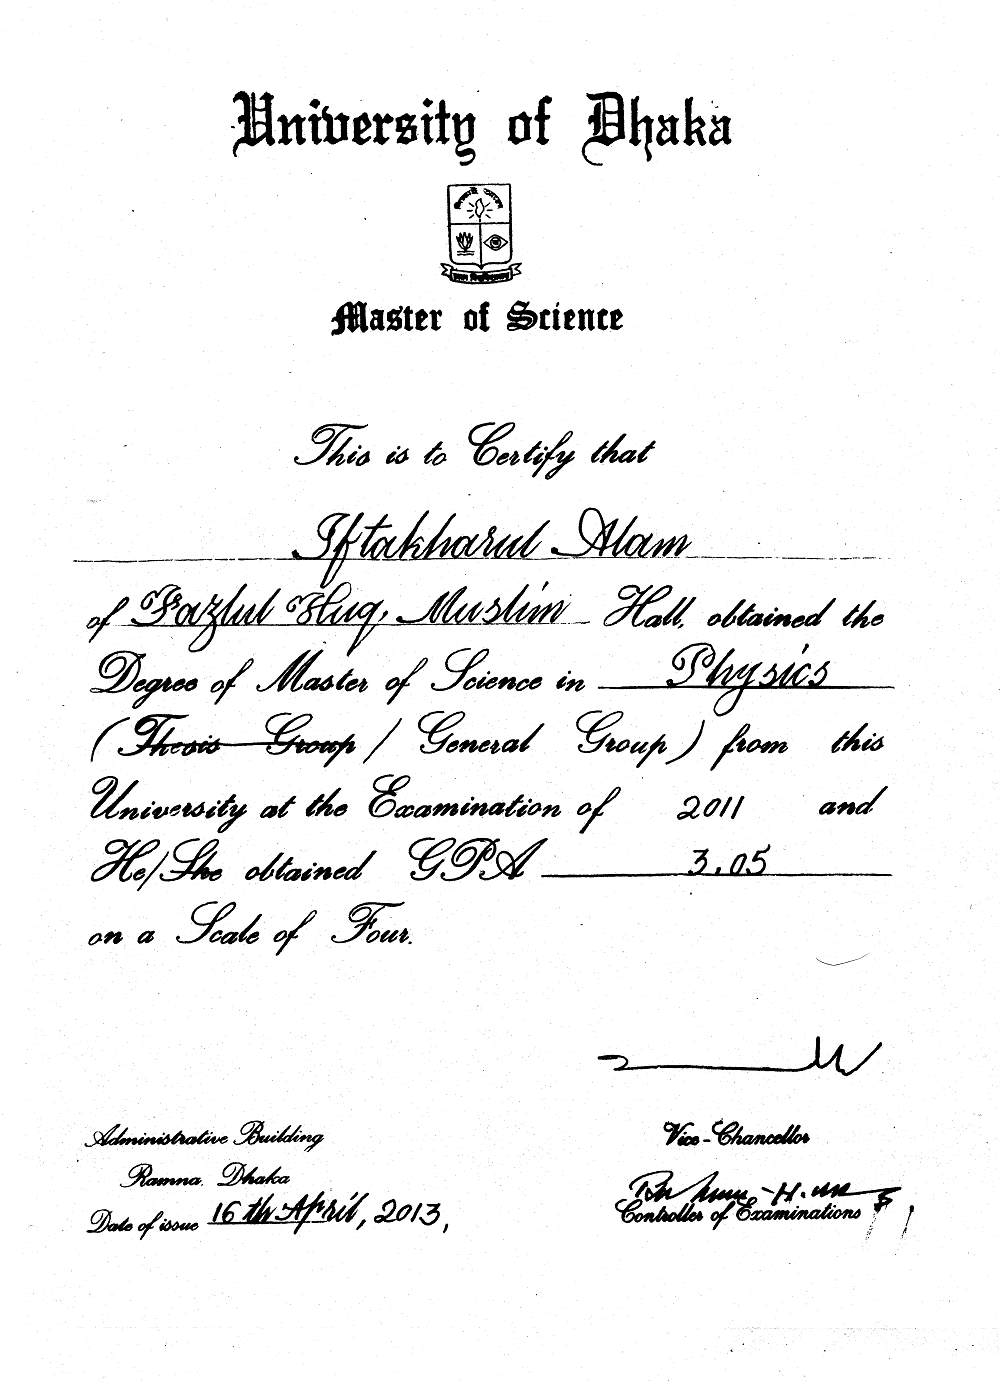 University of Dhaka
Master of Science
This is to Certify that
Iftakharul Alam
of Fazlul Huq, Muslim Hall, obtained the
Degree of Master of Science in Physics
(Thesis Group / General Group) from this
University at the Examination of 2011 and
He/She obtained GPA 3.05
on a Scale of Four.
Administrative Building
Ramna, Dhaka
Date of issue 16th April, 2013,
Vice-Chancellor
Controller of Examinations